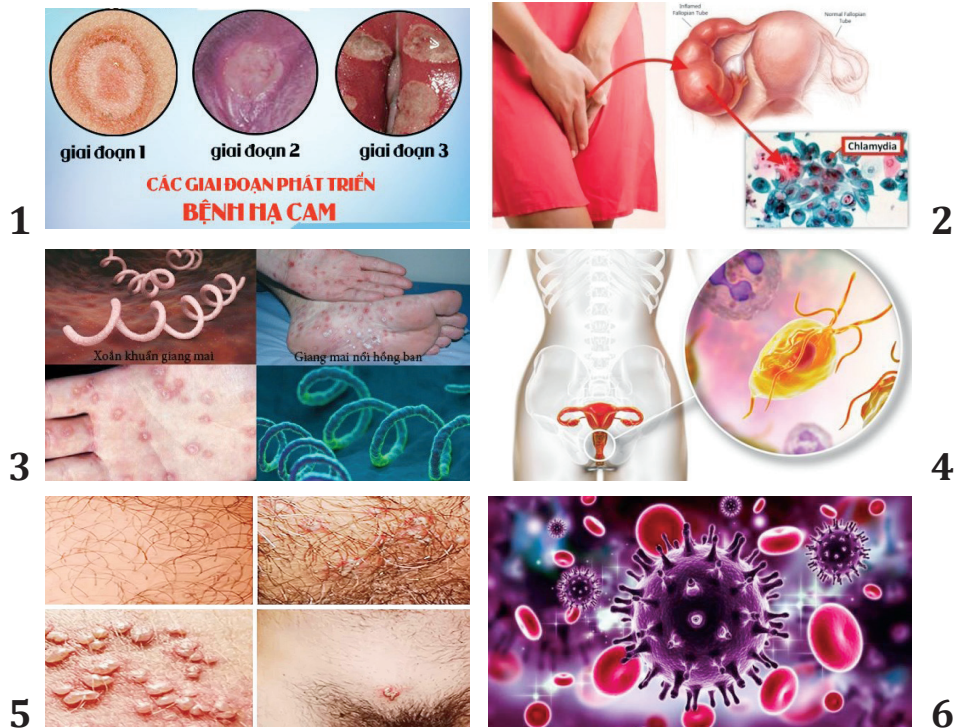 giai đoạn 1
giai đoạn 2
giai đoạn 3
CÁC GIAI ĐOẠN PHÁT TRIỂN
BỆNH HẠ CAM
1
Inflamed
Fallopian Tube
Normal Fallopian
Tube
Chlamydia
2
Xoắn khuẩn giang mai
Giang mai nổi hồng ban
3
4
5
6